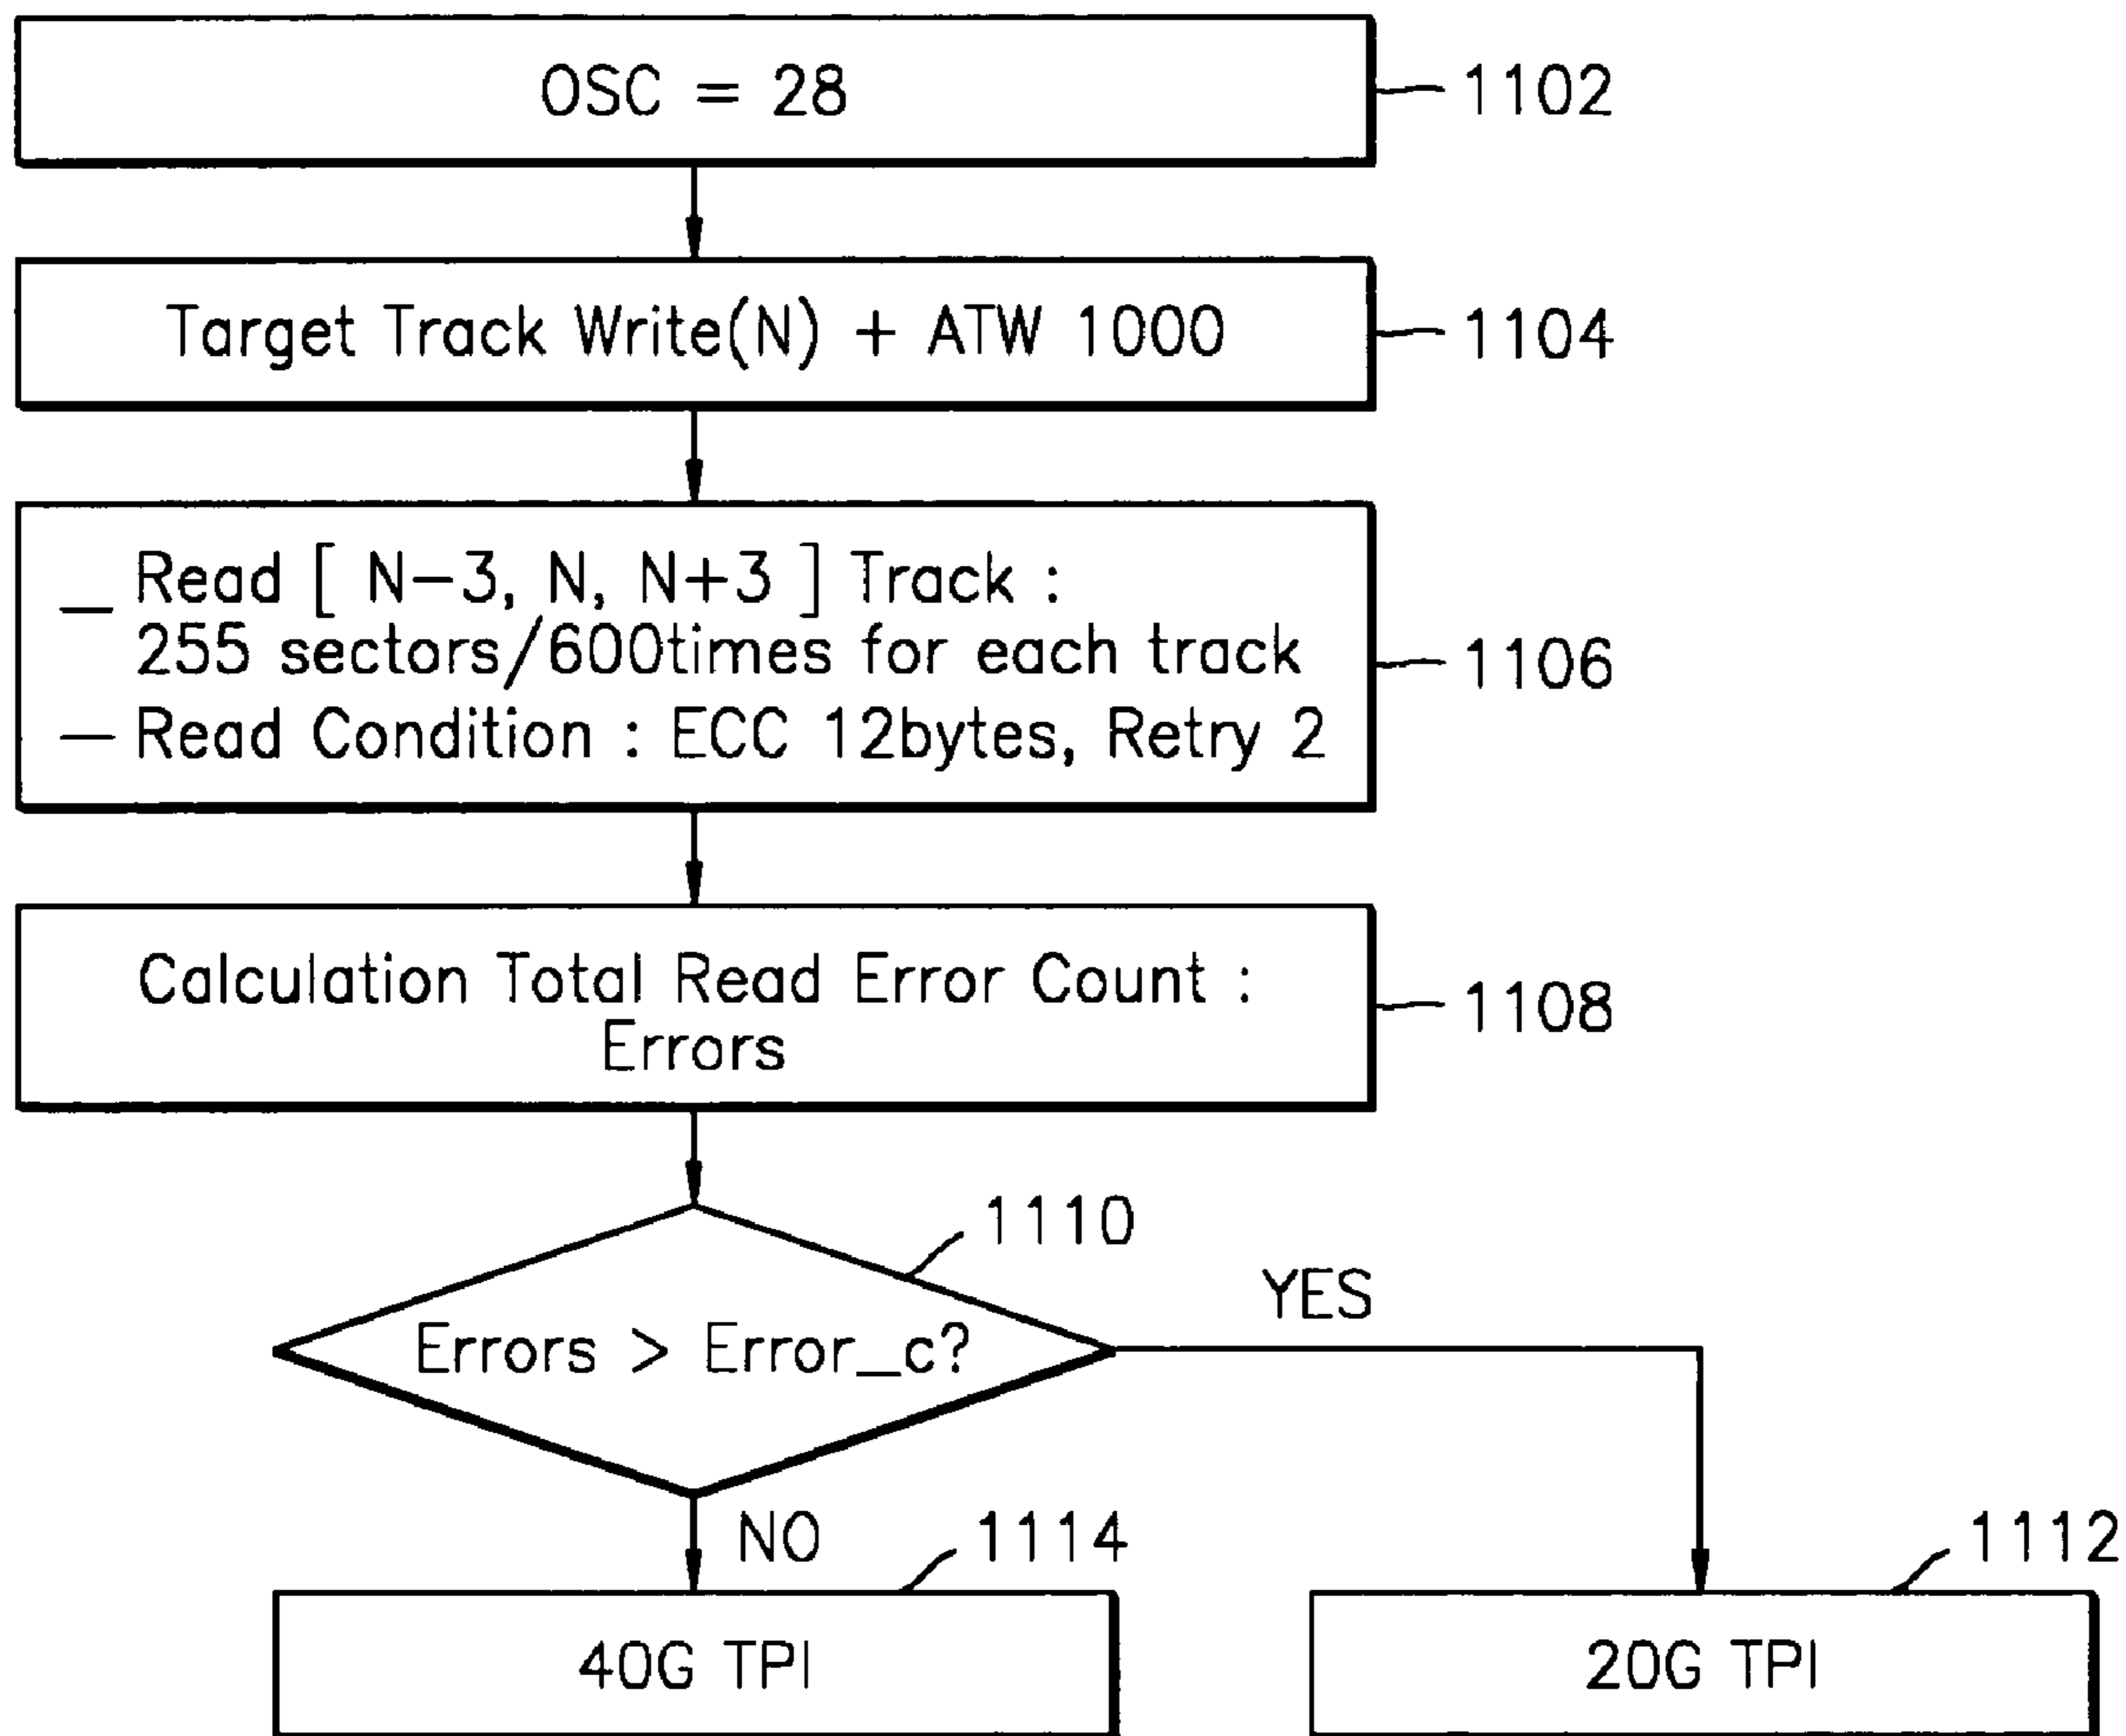 OSC = 28
1102
Target Track Write(N) + ATW 1000
1104
_ Read [ N-3, N, N+3 ] Track :
255 sectors/600times for each track
1106
- Read Condition : ECC 12bytes, Retry 2
Calculation Total Read Error Count :
Errors
1108
1110
Errors > Error_c?
YES
NO
1114
1112
40G TPI
20G TPI